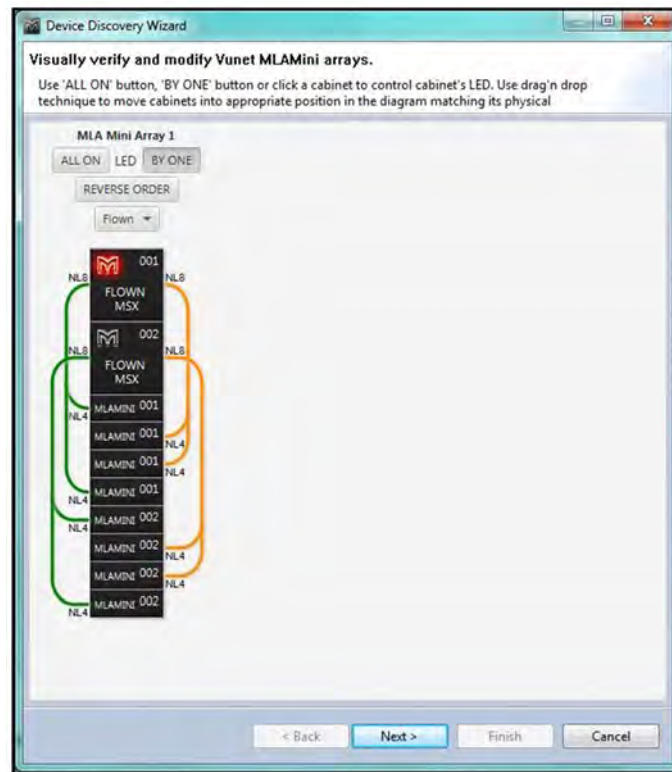 Device Discovery Wizard
Visually verify and modify Vunet MLAMini arrays.
Use 'ALL ON' button, 'BY ONE' button or click a cabinet to control cabinet's LED. Use drag'n drop
technique to move cabinets into appropriate position in the diagram matching its physical
MLA Mini Array 1
ALL ON LED BY ONE
REVERSE ORDER
Flown
001
NL8 NL8
FLOWN
MSX
002
NL8 NL8
FLOWN
MSX
MLAMINI 001
NL4
MLAMINI 001
NL4
MLAMINI 001
NL4
MLAMINI 001
NL4
MLAMINI 002
NL4
MLAMINI 002
NL4
MLAMINI 002
NL4
MLAMINI 002
NL4
< Back Next > Finish Cancel